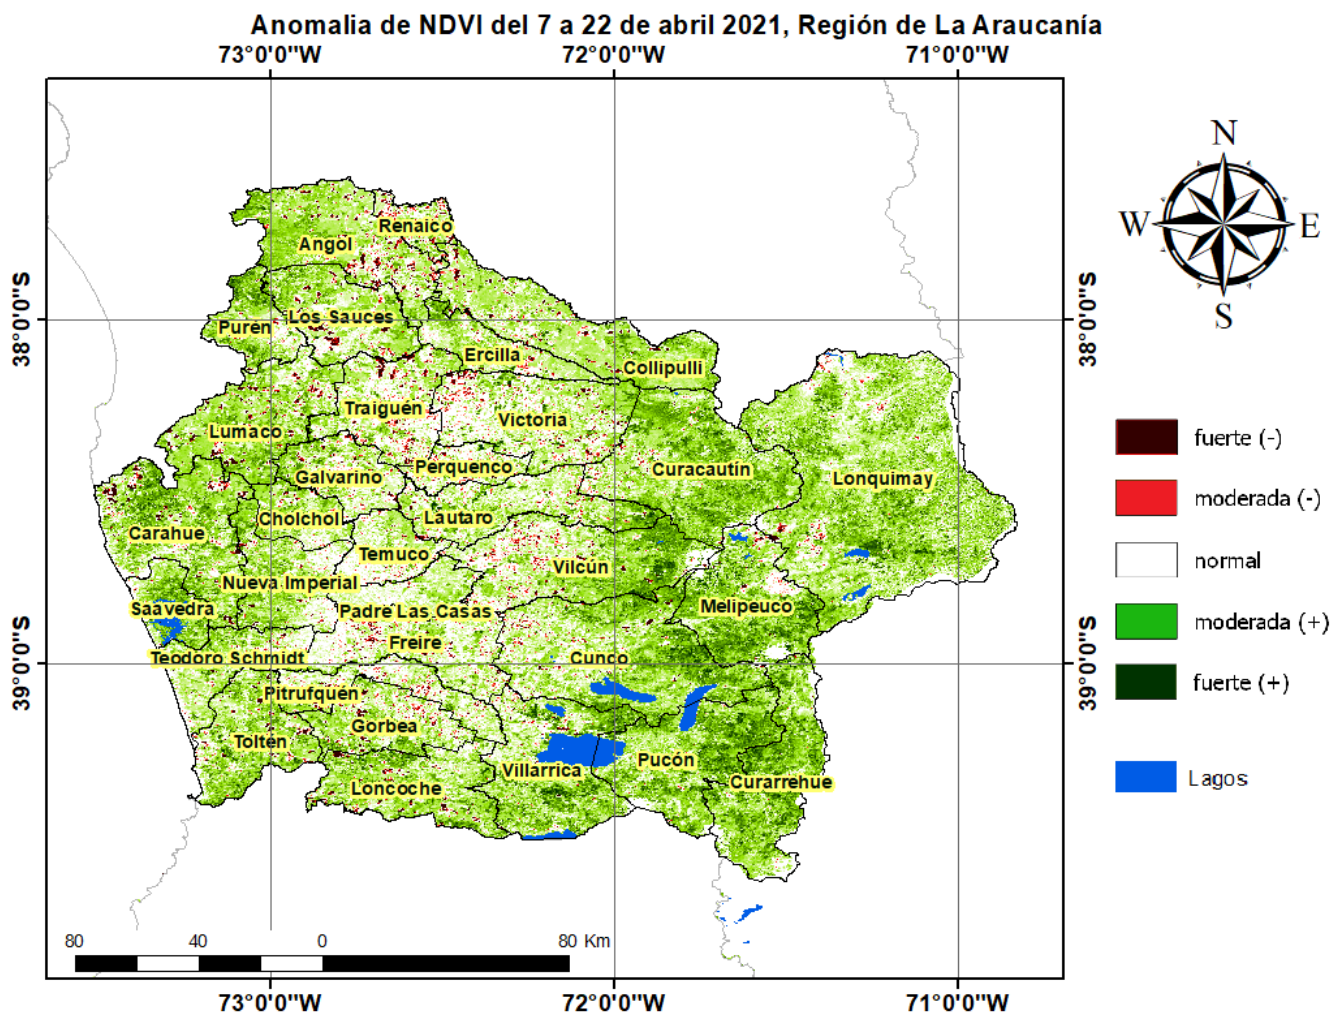 Anomalia de NDVI del 7 a 22 de abril 2021, Región de La Araucanía
73°0'0"W 72°0'0"W 71°0'0"W
N
W E
S
38°0'0"S 38°0'0"S
39°0'0"S 39°0'0"S
Renaico
Angol
Los Sauces
Purén
Ercilla
Collipulli
Traiguén
Victoria
Lumaco
Perquenco
Curacautín
Galvarino
Lonquimay
Cholchol
Lautaro
Carahue
Temuco
Vilcún
Nueva Imperial
Saavedra
Padre Las Casas
Melipeuco
Freire
Teodoro Schmidt
Cunco
Pitrufquén
Gorbea
Toltén
Pucón
Villarrica
Curarrehue
Loncoche
fuerte (-)
moderada (-)
normal
moderada (+)
fuerte (+)
Lagos
80 40 0 80 Km
73°0'0"W 72°0'0"W 71°0'0"W